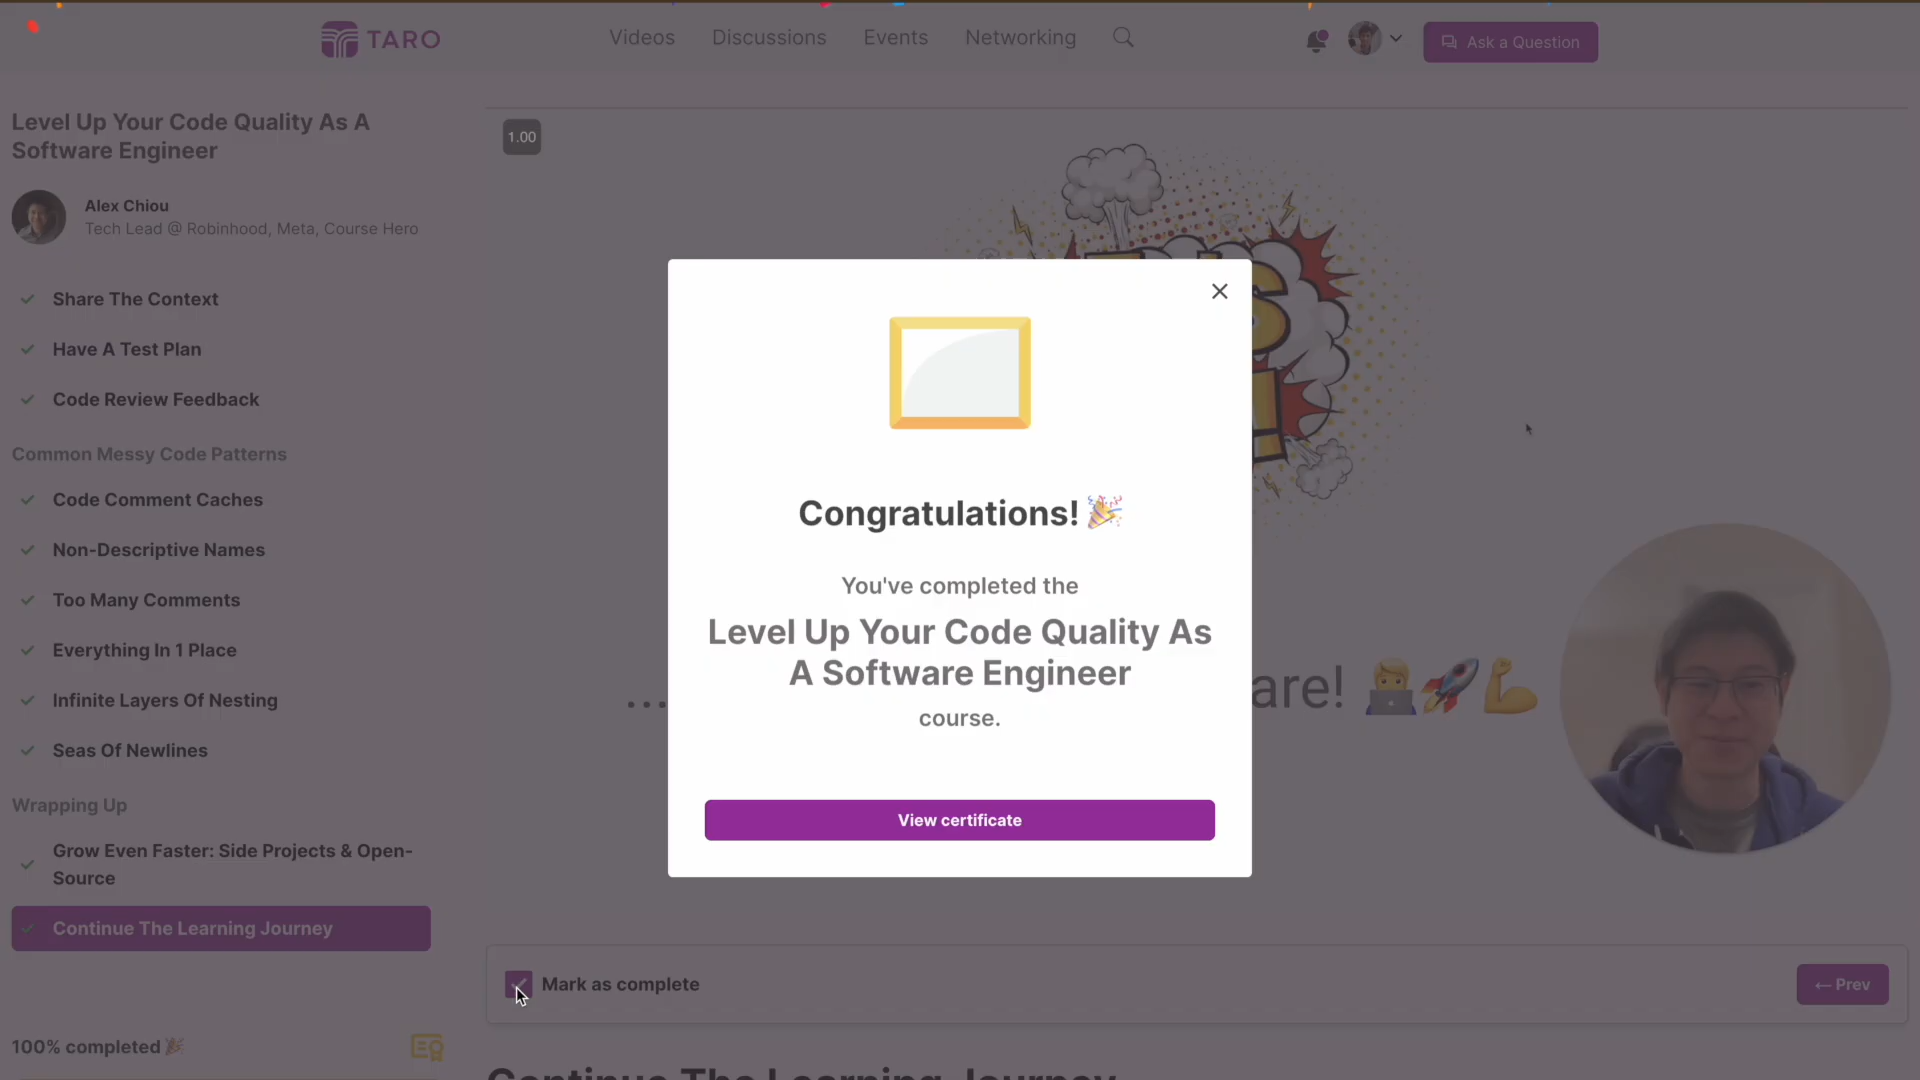 TARO
Videos
Discussions
Events
Networking
Ask a Question
Level Up Your Code Quality As A
Software Engineer
Alex Chiou
Tech Lead @ Robinhood, Meta, Course Hero
Share The Context
Have A Test Plan
Code Review Feedback
Common Messy Code Patterns
Code Comment Caches
Non-Descriptive Names
Too Many Comments
Everything In 1 Place
Infinite Layers Of Nesting
Seas Of Newlines
Wrapping Up
Grow Even Faster: Side Projects & Open-
Source
Continue The Learning Journey
100% completed 🎉
1.00
Congratulations! 🎉
You've completed the
Level Up Your Code Quality As
A Software Engineer
course.
View certificate
... are! 🧑‍💻🚀💪
Mark as complete
← Prev
Continue The Learning Journey